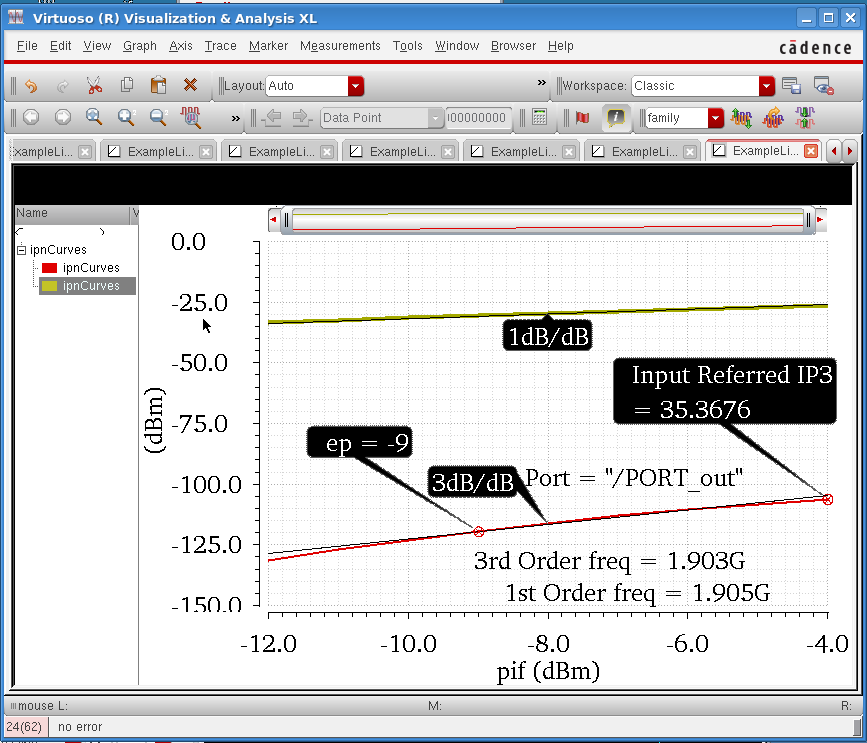 Virtuoso (R) Visualization & Analysis XL
File Edit View Graph Axis Trace Marker Measurements Tools Window Browser Help
cādence
Layout: Auto » Workspace: Classic
» Data Point 00000000 family
xampleLi... ExampleLi... ExampleLi... ExampleLi... ExampleLi... ExampleLi... ExampleLi...
Name V
ipnCurves
ipnCurves
ipnCurves
0.0
-25.0
-50.0
-75.0
-100.0
-125.0
-150.0
(dBm)
1dB/dB
Input Referred IP3
= 35.3676
ep = -9
3dB/dB
Port = "/PORT_out"
3rd Order freq = 1.903G
1st Order freq = 1.905G
-12.0 -10.0 -8.0 -6.0 -4.0
pif (dBm)
mouse L: M: R:
24(62) no error